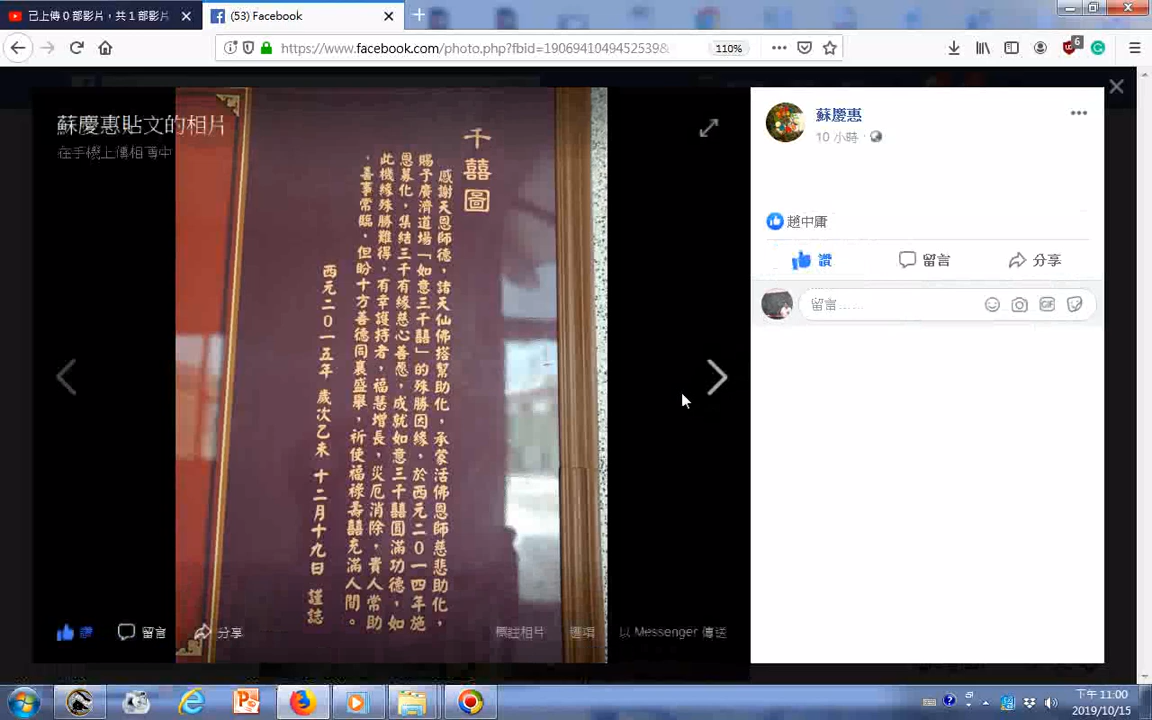 已上傳 0 部影片，共 1 部影片
(53) Facebook
https://www.facebook.com/photo.php?fbid=1906941049452539&
110%
6
蘇慶惠貼文的相片
在手機上傳相簿中
千囍圖
感謝天恩師德，諸天仙佛搭幫助化，承蒙活佛恩師慈悲助化，
賜予廣濟道場「如意三千囍」的殊勝因緣，於西元二0一四年施
恩募化，集結三千有緣慈心善愿，成就如意三千囍圓滿功德，如
此機緣殊勝難得，有幸護持者，福慧增長，災厄消除，貴人常助
，喜事常臨，但盼十方善德同襄盛舉，祈使福祿壽囍充滿人間。
西元二0一五年 歲次乙未 十二月十九日 謹誌
讚
留言
分享
標註相片
選項
以 Messenger 傳送
蘇慶惠
10 小時
趙中庸
讚
留言
分享
留言......
GIF
下午 11:00
2019/10/15